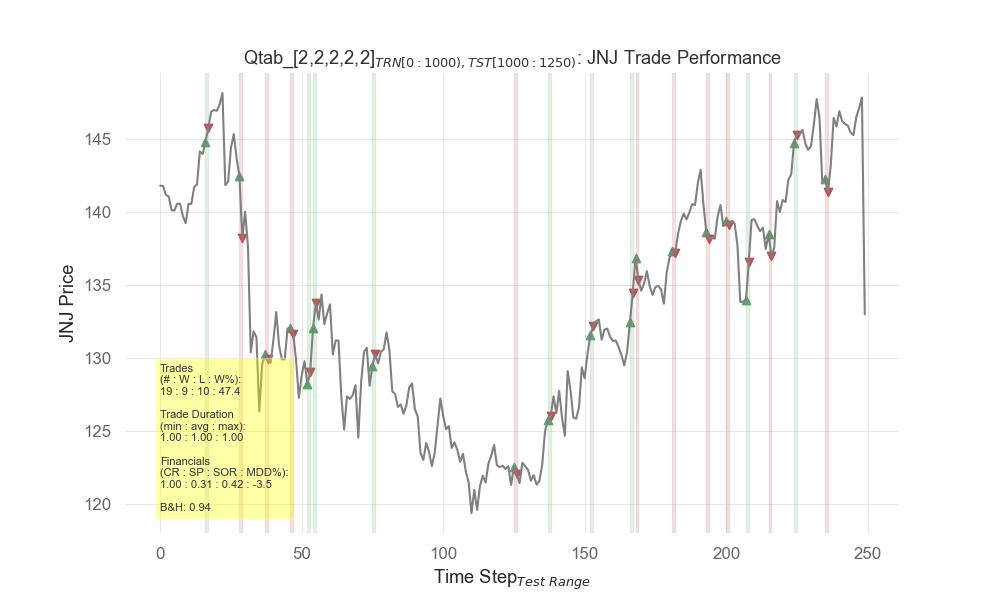 Qtab_[2,2,2,2,2]TRN[0 : 1000), TST[1000 : 1250): JNJ Trade Performance
JNJ Price
145
140
135
130
125
120
Trades
(# : W : L : W%):
19 : 9 : 10 : 47.4
Trade Duration
(min : avg : max):
1.00 : 1.00 : 1.00
Financials
(CR : SP : SOR : MDD%):
1.00 : 0.31 : 0.42 : -3.5
B&H: 0.94
0 50 100 150 200 250
Time StepTest Range